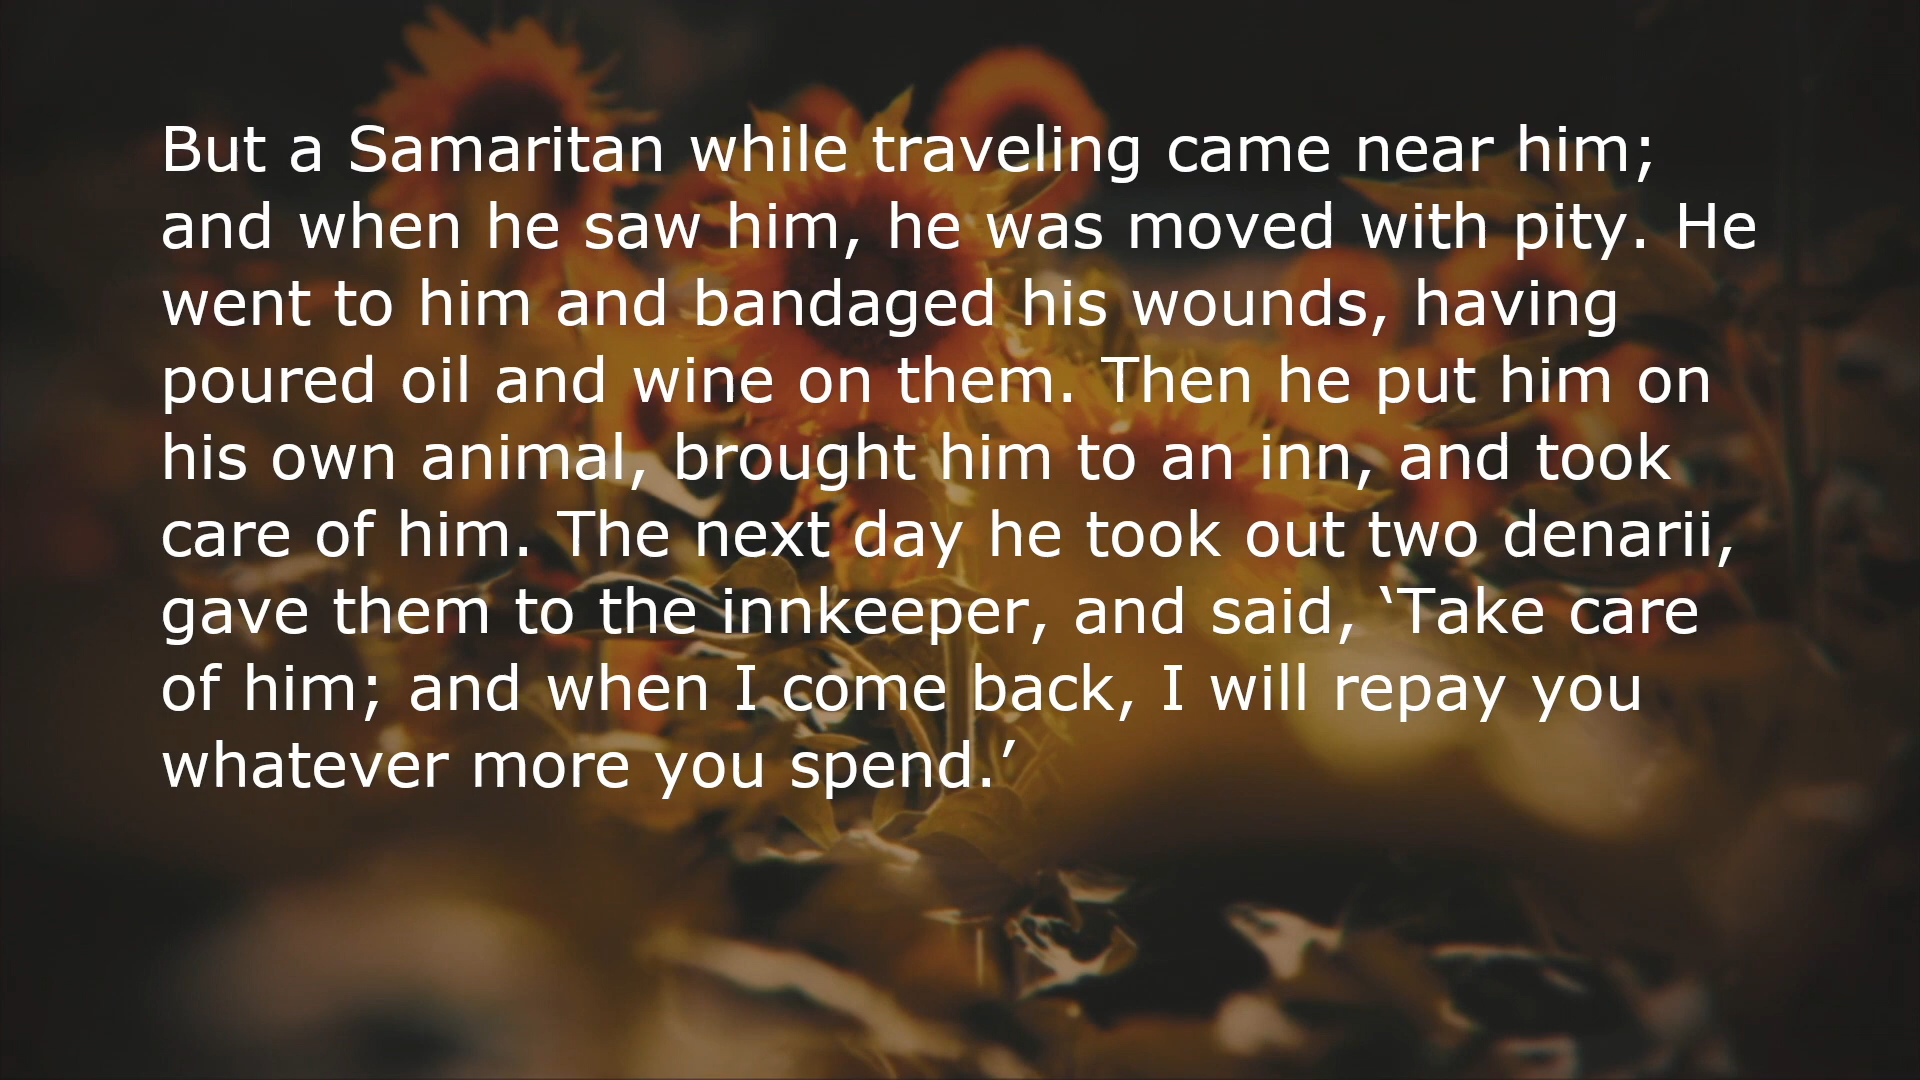 But a Samaritan while traveling came near him;
and when he saw him, he was moved with pity. He
went to him and bandaged his wounds, having
poured oil and wine on them. Then he put him on
his own animal, brought him to an inn, and took
care of him. The next day he took out two denarii,
gave them to the innkeeper, and said, ‘Take care
of him; and when I come back, I will repay you
whatever more you spend.’